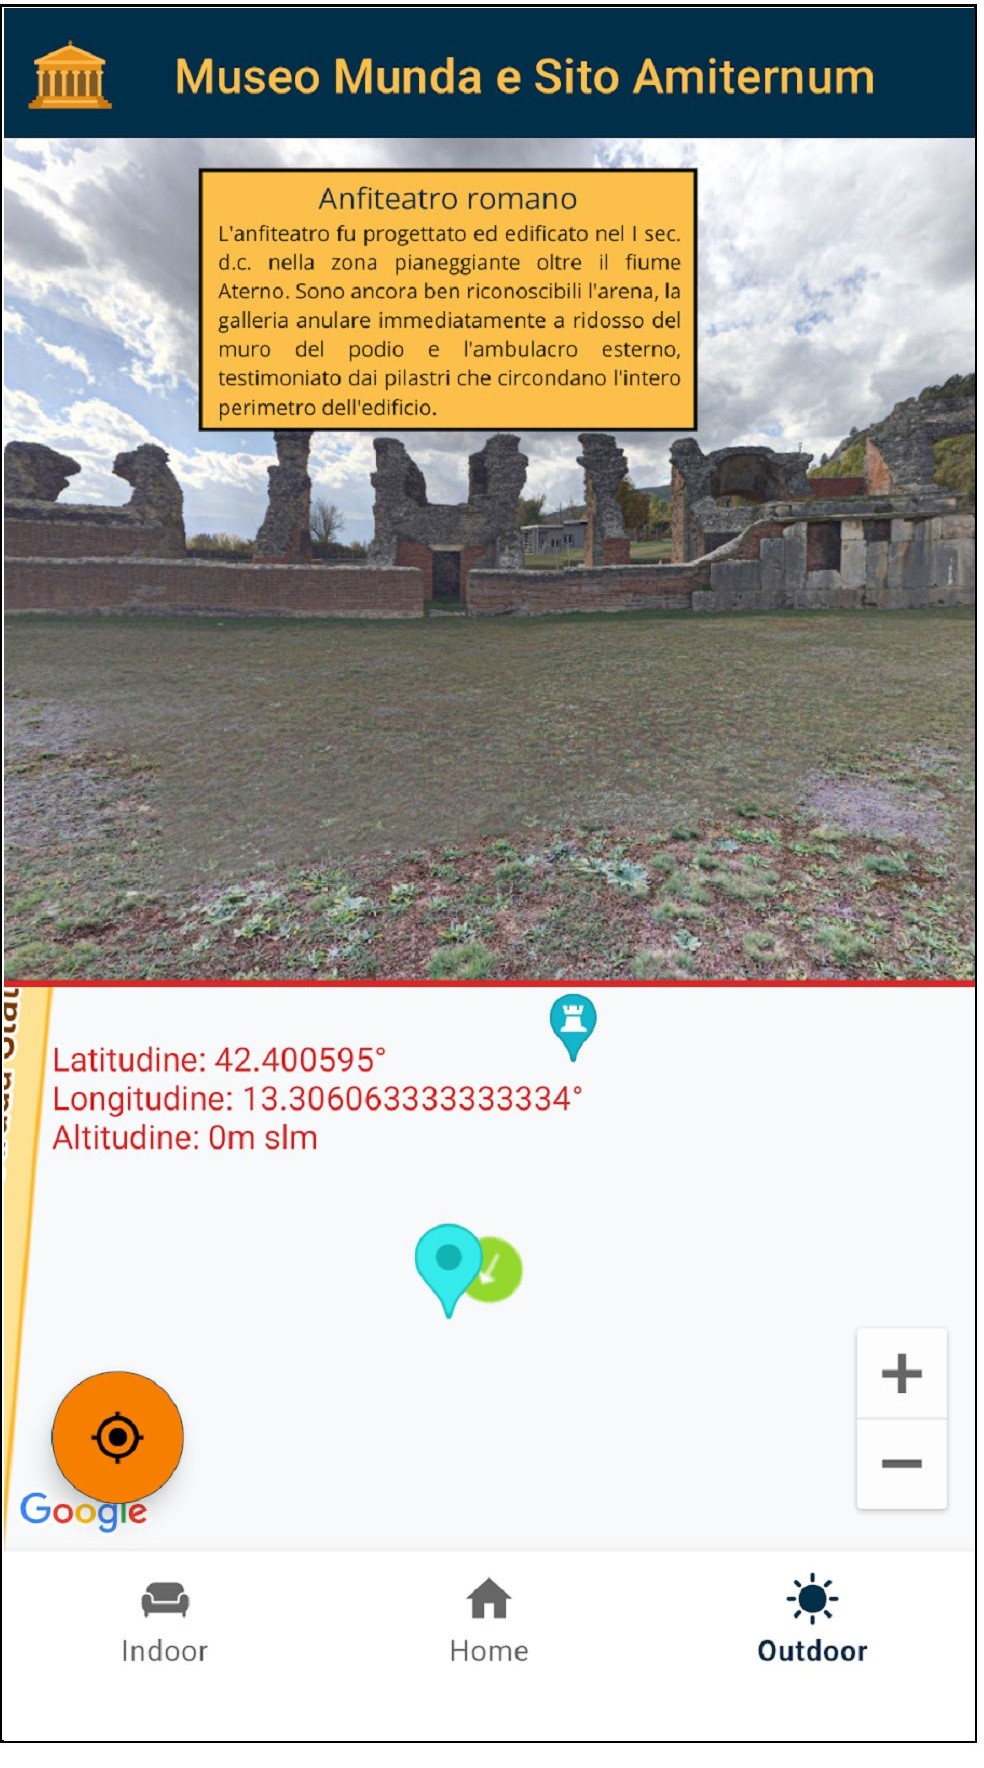 Museo Munda e Sito Amiternum
Anfiteatro romano
L'anfiteatro fu progettato ed edificato nel I sec.
d.c. nella zona pianeggiante oltre il fiume
Aterno. Sono ancora ben riconoscibili l'arena, la
galleria anulare immediatamente a ridosso del
muro del podio e l'ambulacro esterno,
testimoniato dai pilastri che circondano l'intero
perimetro dell'edificio.
Latitudine: 42.400595°
Longitudine: 13.306063333333334°
Altitudine: 0m slm
Google
Indoor
Home
Outdoor